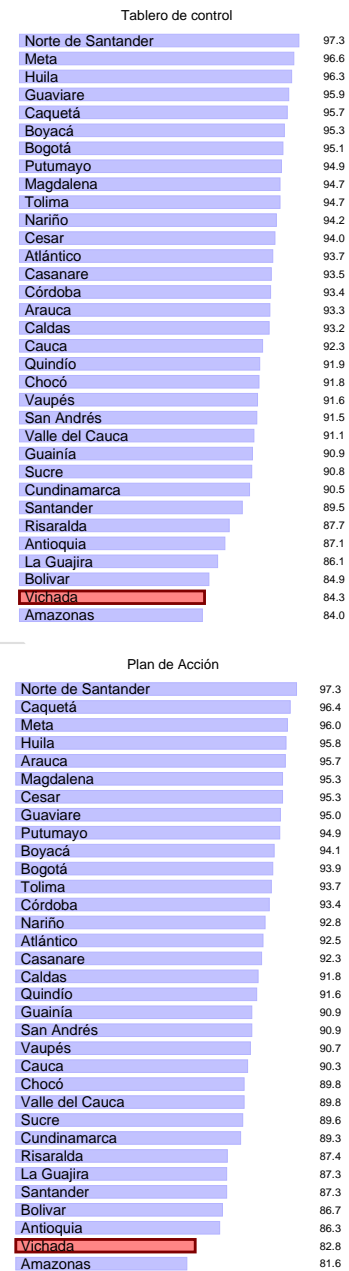 Tablero de control
Norte de Santander 97.3
Meta 96.6
Huila 96.3
Guaviare 95.9
Caquetá 95.7
Boyacá 95.3
Bogotá 95.1
Putumayo 94.9
Magdalena 94.7
Tolima 94.7
Nariño 94.2
Cesar 94.0
Atlántico 93.7
Casanare 93.5
Córdoba 93.4
Arauca 93.3
Caldas 93.2
Cauca 92.3
Quindío 91.9
Chocó 91.8
Vaupés 91.6
San Andrés 91.5
Valle del Cauca 91.1
Guainía 90.9
Sucre 90.8
Cundinamarca 90.5
Santander 89.5
Risaralda 87.7
Antioquia 87.1
La Guajira 86.1
Bolivar 84.9
Vichada 84.3
Amazonas 84.0
Plan de Acción
Norte de Santander 97.3
Caquetá 96.4
Meta 96.0
Huila 95.8
Arauca 95.7
Magdalena 95.3
Cesar 95.3
Guaviare 95.0
Putumayo 94.9
Boyacá 94.1
Bogotá 93.9
Tolima 93.7
Córdoba 93.4
Nariño 92.8
Atlántico 92.5
Casanare 92.3
Caldas 91.8
Quindío 91.6
Guainía 90.9
San Andrés 90.9
Vaupés 90.7
Cauca 90.3
Chocó 89.8
Valle del Cauca 89.8
Sucre 89.6
Cundinamarca 89.3
Risaralda 87.4
La Guajira 87.3
Santander 87.3
Bolivar 86.7
Antioquia 86.3
Vichada 82.8
Amazonas 81.6